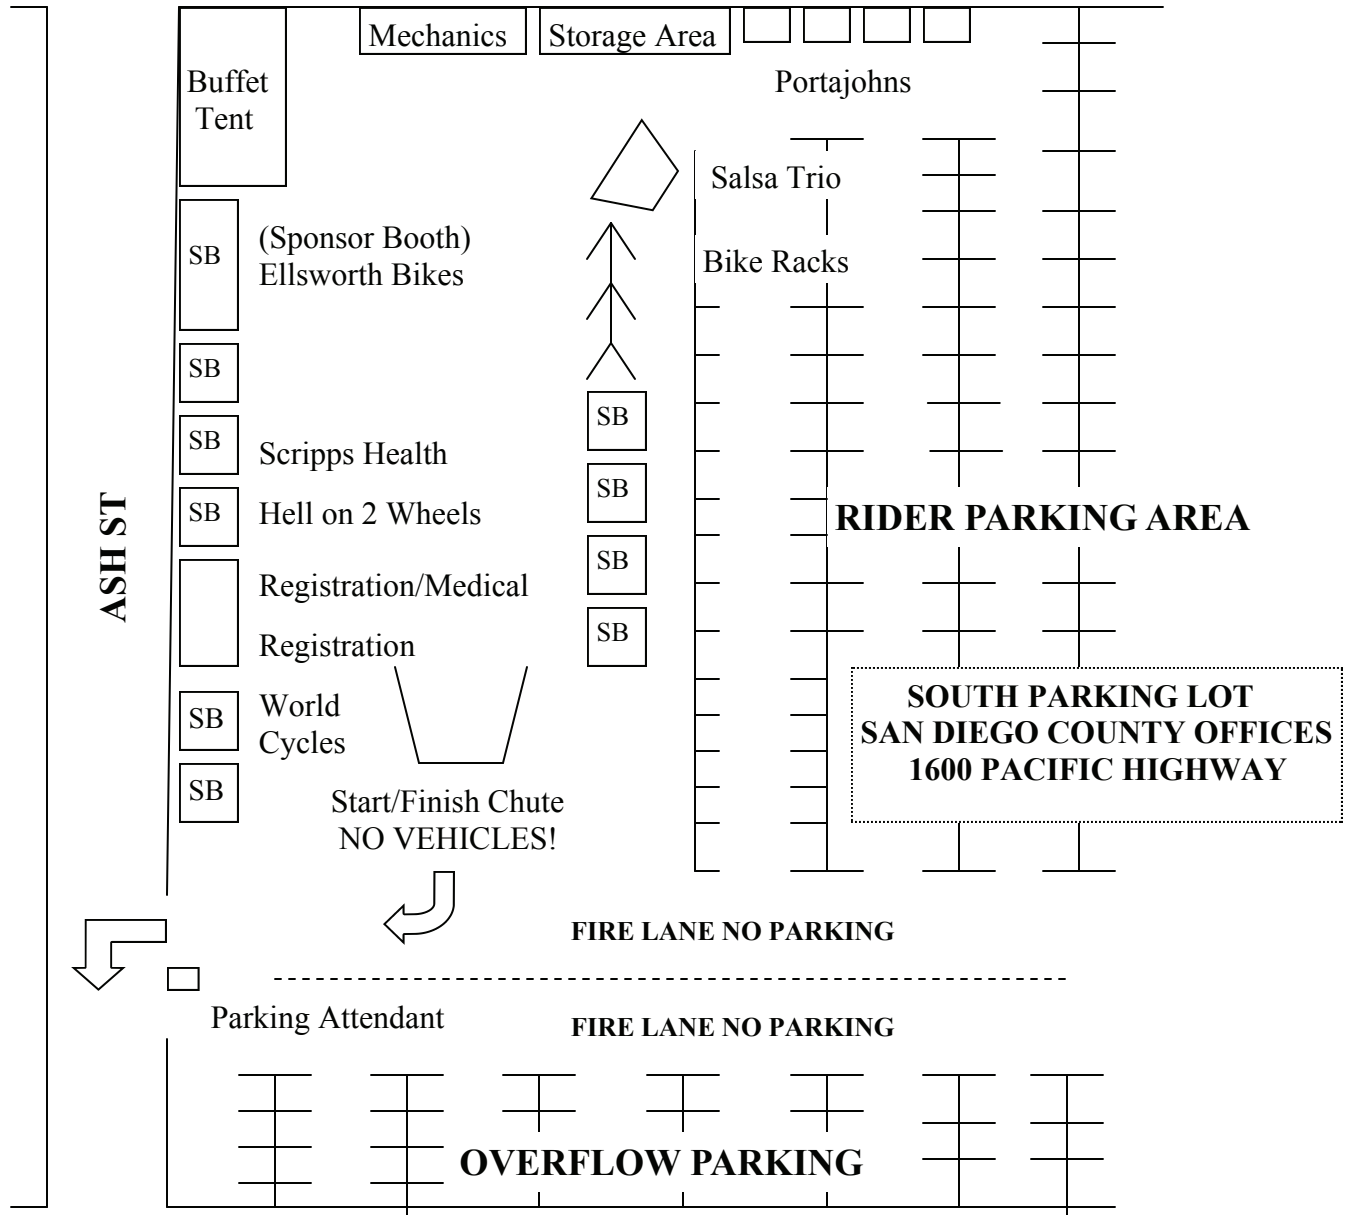 Mechanics
Storage Area
Buffet
Tent
Portajohns
Salsa Trio
SB
(Sponsor Booth)
Ellsworth Bikes
Bike Racks
SB
SB
Scripps Health
SB
SB
Hell on 2 Wheels
SB
ASH ST
RIDER PARKING AREA
Registration/Medical
SB
Registration
SB
SB
World
Cycles
SOUTH PARKING LOT
SAN DIEGO COUNTY OFFICES
1600 PACIFIC HIGHWAY
SB
Start/Finish Chute
NO VEHICLES!
FIRE LANE NO PARKING
Parking Attendant
FIRE LANE NO PARKING
OVERFLOW PARKING